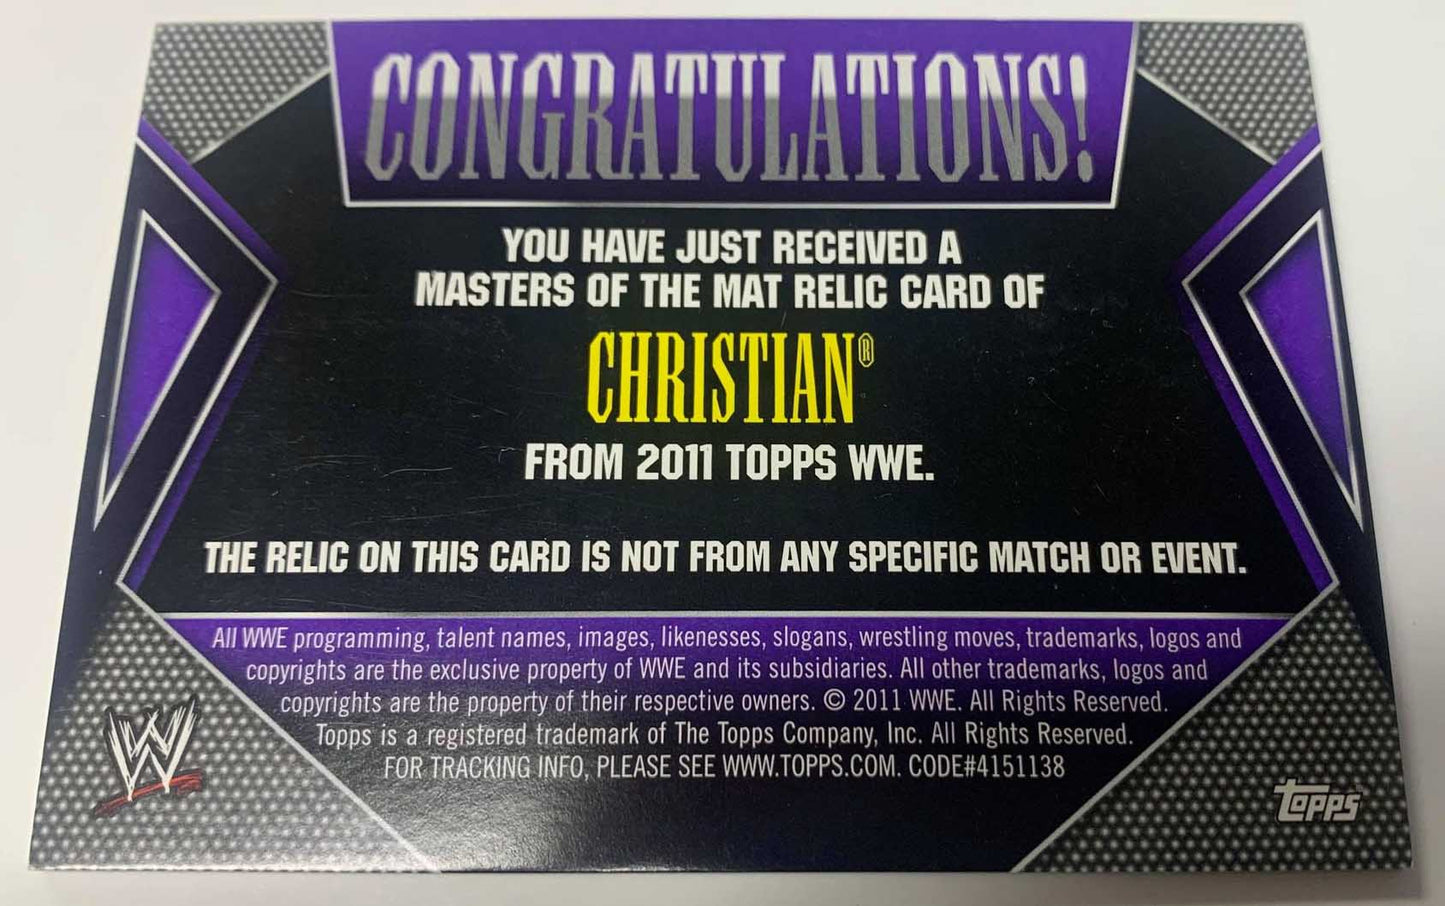 CONGRATULATIONS!
YOU HAVE JUST RECEIVED A
MASTERS OF THE MAT RELIC CARD OF
CHRISTIAN®
FROM 2011 TOPPS WWE.
THE RELIC ON THIS CARD IS NOT FROM ANY SPECIFIC MATCH OR EVENT.
All WWE programming, talent names, images, likenesses, slogans, wrestling moves, trademarks, logos and
copyrights are the exclusive property of WWE and its subsidiaries. All other trademarks, logos and
copyrights are the property of their respective owners. © 2011 WWE. All Rights Reserved.
Topps is a registered trademark of The Topps Company, Inc. All Rights Reserved.
FOR TRACKING INFO, PLEASE SEE WWW.TOPPS.COM. CODE#4151138
W
topps